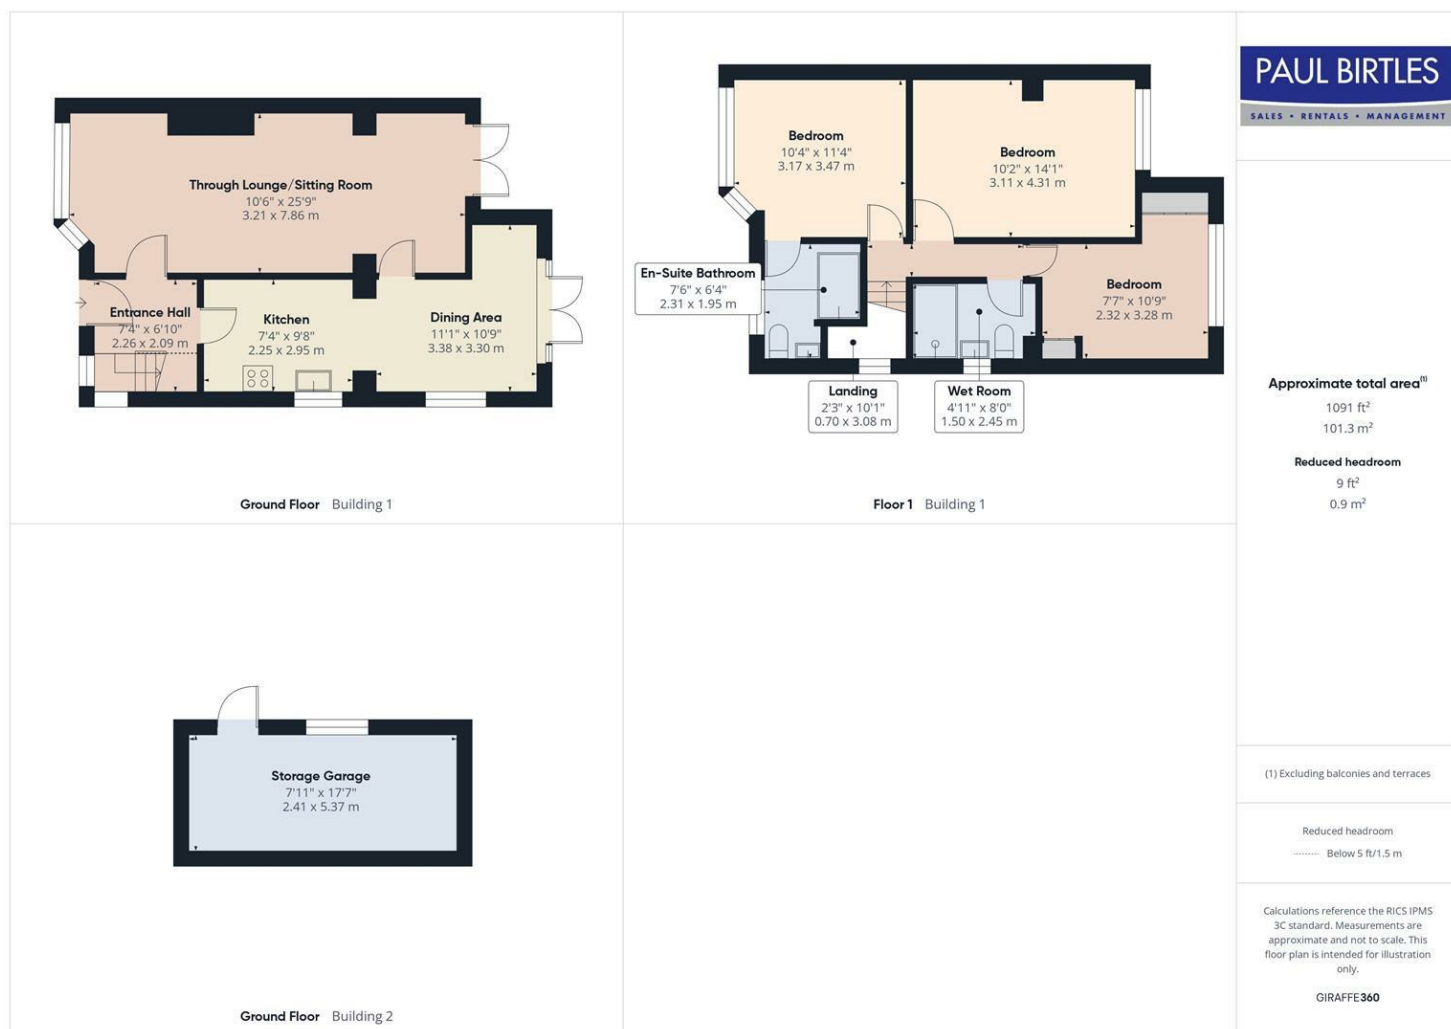 Through Lounge/Sitting Room
10'6" x 25'9"
3.21 x 7.86 m
Entrance Hall
7'4" x 6'10"
2.26 x 2.09 m
Kitchen
7'4" x 9'8"
2.25 x 2.95 m
Dining Area
11'1" x 10'9"
3.38 x 3.30 m
Ground Floor Building 1
Bedroom
10'4" x 11'4"
3.17 x 3.47 m
Bedroom
10'2" x 14'1"
3.11 x 4.31 m
En-Suite Bathroom
7'6" x 6'4"
2.31 x 1.95 m
Bedroom
7'7" x 10'9"
2.32 x 3.28 m
Landing
2'3" x 10'1"
0.70 x 3.08 m
Wet Room
4'11" x 8'0"
1.50 x 2.45 m
Floor 1 Building 1
Storage Garage
7'11" x 17'7"
2.41 x 5.37 m
Ground Floor Building 2
PAUL BIRTLES
SALES • RENTALS • MANAGEMENT
Approximate total area(1)
1091 ft²
101.3 m²
Reduced headroom
9 ft²
0.9 m²
(1) Excluding balconies and terraces
Reduced headroom
Below 5 ft/1.5 m
Calculations reference the RICS IPMS
3C standard. Measurements are
approximate and not to scale. This
floor plan is intended for illustration
only.
GIRAFFE360